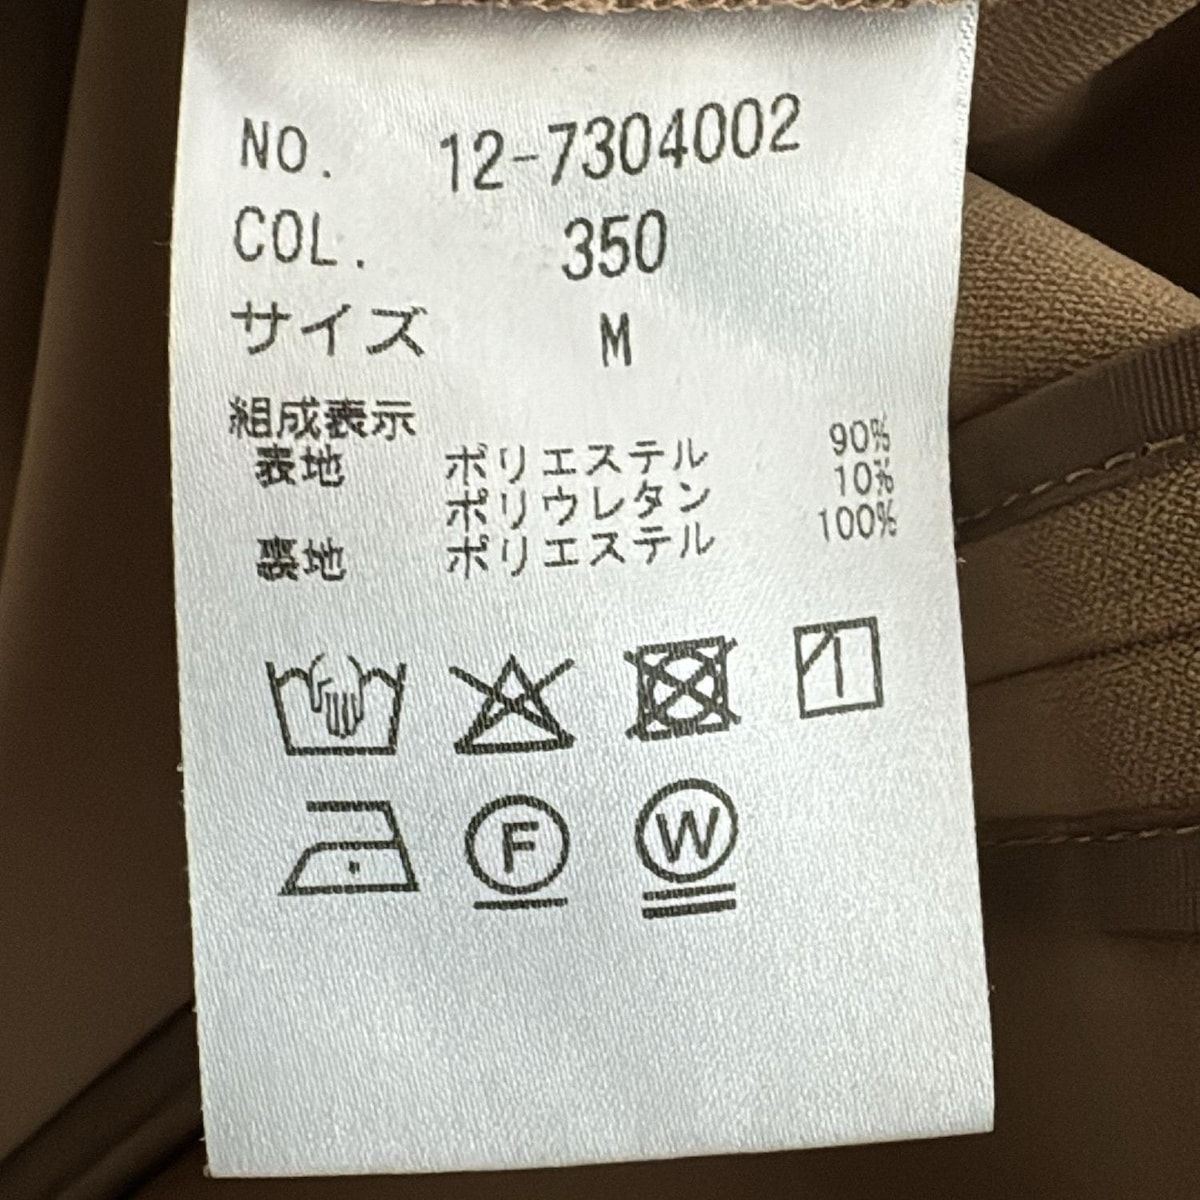 NO. 12-7304002
COL. 350
サイズ M
組成表示
表地 ポリエステル 90%
ポリウレタン 10%
裏地 ポリエステル 100%
F
W